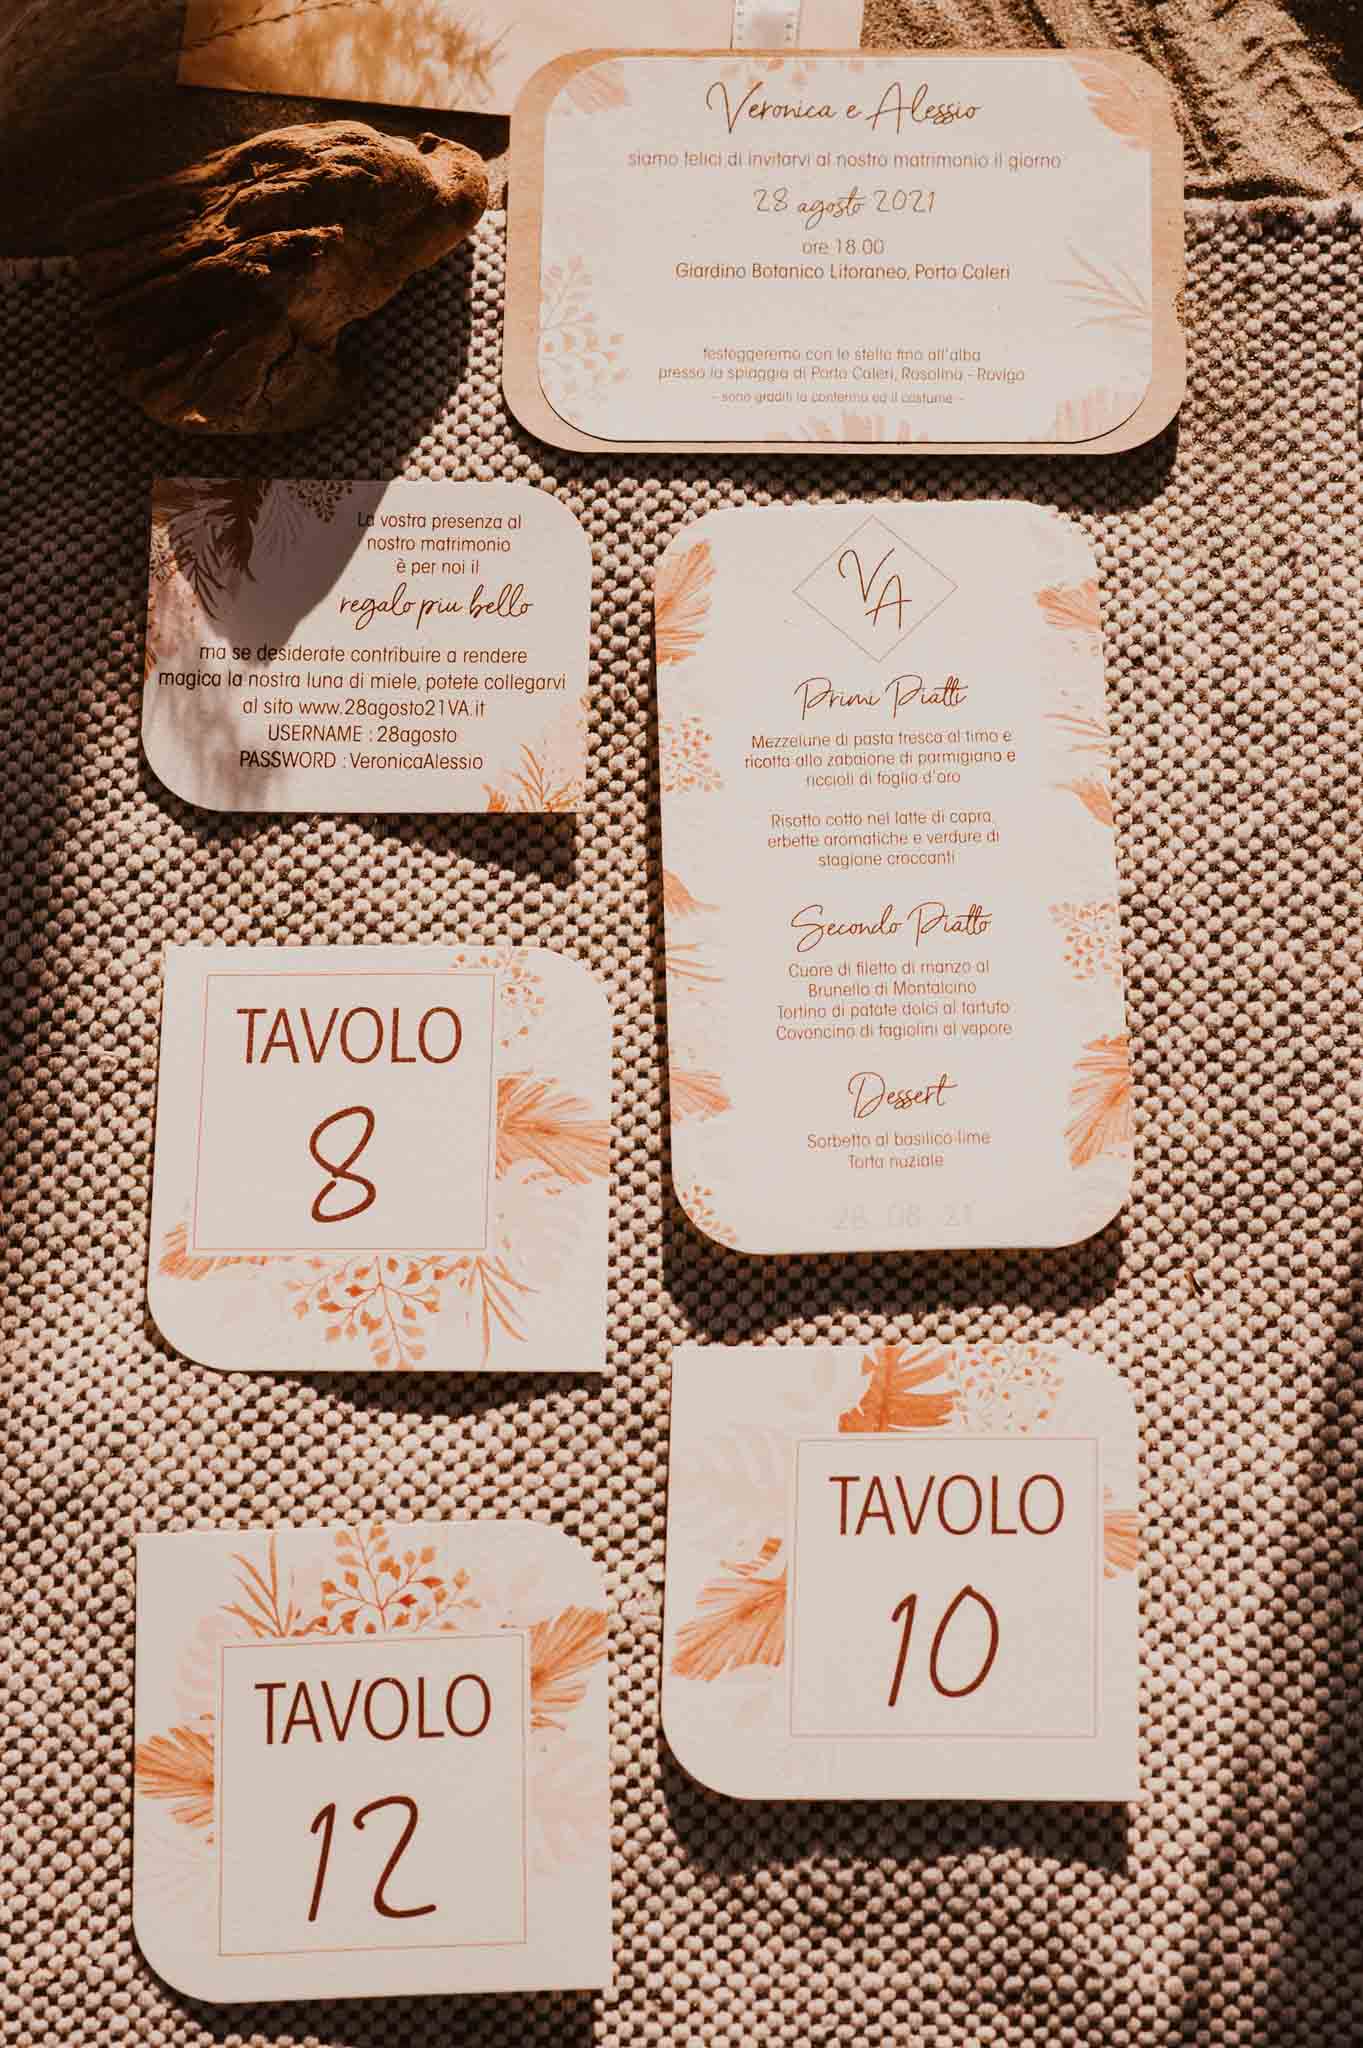 Veronica e Alessio
siamo felici di invitarvi al nostro matrimonio il giorno
28 agosto 2021
ore 18.00
Giardino Botanico Litoraneo, Porto Caleri
festeggeremo con le stelle fino all'alba
presso la spiaggia di Porto Caleri, Rosolina - Rovigo
- sono graditi la conferma ed il costume -
La vostra presenza al
nostro matrimonio
è per noi il
regalo piu bello
ma se desiderate contribuire a rendere
magica la nostra luna di miele, potete collegarvi
al sito www.28agosto21VA.it
USERNAME : 28agosto
PASSWORD : VeronicaAlessio
VA
Primi Piatti
Mezzelune di pasta fresca al timo e
ricotta allo zabaione di parmigiano e
riccioli di foglia d'oro
Risotto cotto nel latte di capra,
erbette aromatiche e verdure di
stagione croccanti
Secondo Piatto
Cuore di filetto di manzo al
Brunello di Montalcino
Tortino di patate dolci al tartufo
Covoncino di fagiolini al vapore
Dessert
Sorbetto al basilico-lime
Torta nuziale
28 . 08 . 21
TAVOLO
8
TAVOLO
10
TAVOLO
12